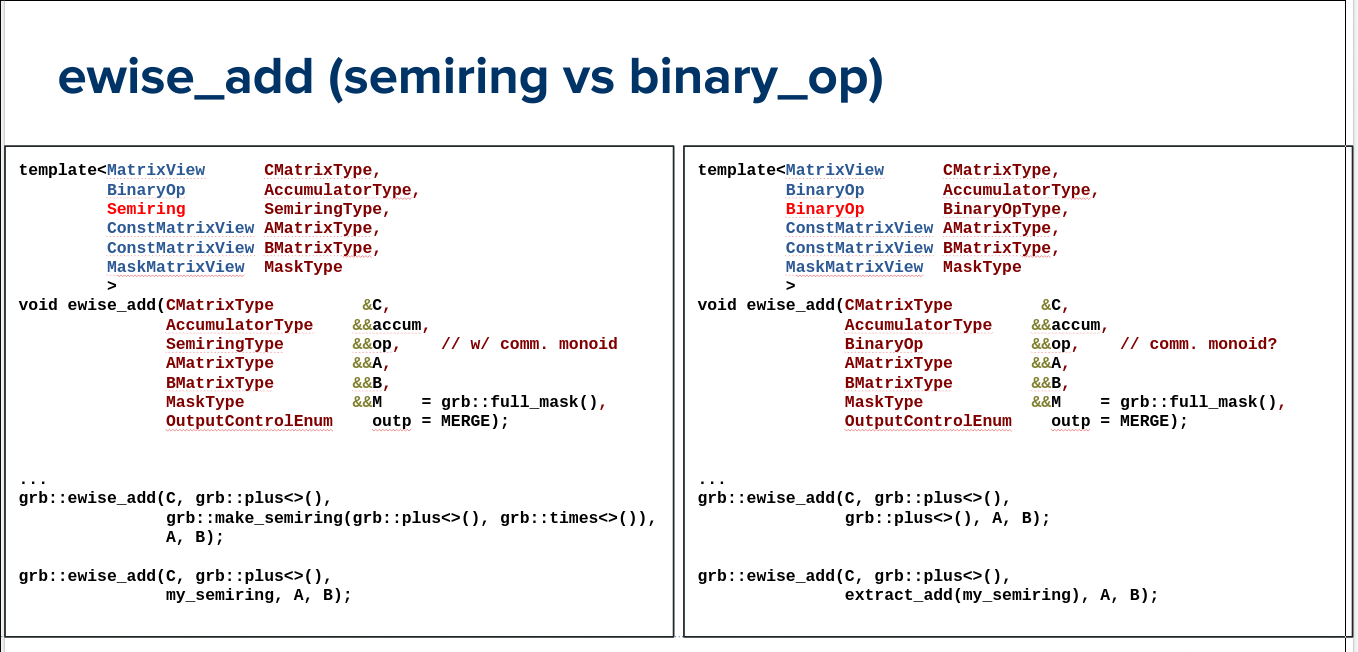 ewise_add (semiring vs binary_op)
template<MatrixView      CMatrixType,
         BinaryOp        AccumulatorType,
         Semiring        SemiringType,
         ConstMatrixView AMatrixType,
         ConstMatrixView BMatrixType,
         MaskMatrixView  MaskType
         >
void ewise_add(CMatrixType         &C,
               AccumulatorType    &&accum,
               SemiringType       &&op,    // w/ comm. monoid
               AMatrixType        &&A,
               BMatrixType        &&B,
               MaskType           &&M    = grb::full_mask(),
               OutputControlEnum    outp = MERGE);
...
grb::ewise_add(C, grb::plus<>(),
               grb::make_semiring(grb::plus<>(), grb::times<>()),
               A, B);
grb::ewise_add(C, grb::plus<>(),
               my_semiring, A, B);
template<MatrixView      CMatrixType,
         BinaryOp        AccumulatorType,
         BinaryOp        BinaryOpType,
         ConstMatrixView AMatrixType,
         ConstMatrixView BMatrixType,
         MaskMatrixView  MaskType
         >
void ewise_add(CMatrixType         &C,
               AccumulatorType    &&accum,
               BinaryOp           &&op,    // comm. monoid?
               AMatrixType        &&A,
               BMatrixType        &&B,
               MaskType           &&M    = grb::full_mask(),
               OutputControlEnum    outp = MERGE);
...
grb::ewise_add(C, grb::plus<>(),
               grb::plus<>(), A, B);
grb::ewise_add(C, grb::plus<>(),
               extract_add(my_semiring), A, B);